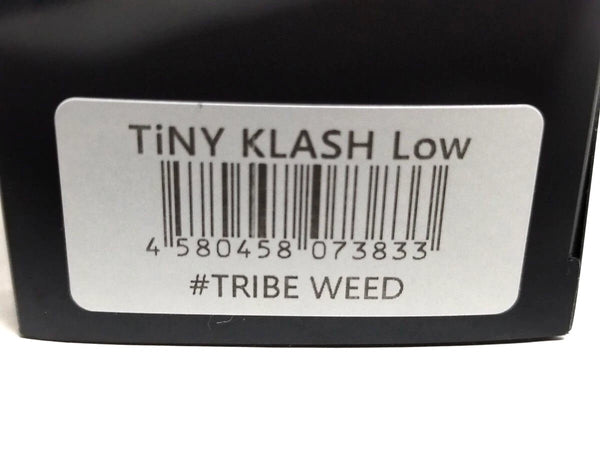 TiNY KLASH Low
4 580458 073833
#TRIBE WEED